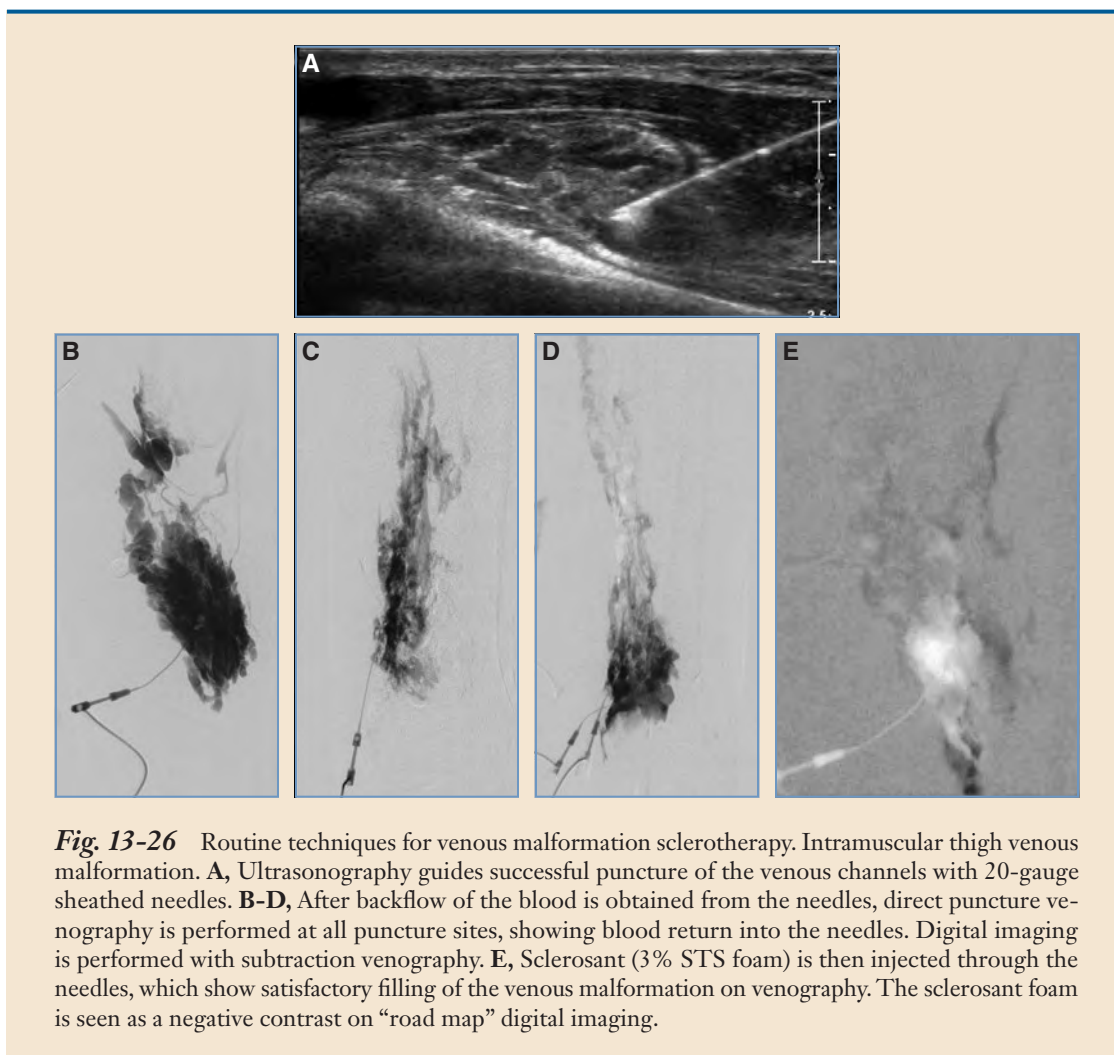 A
B
C
D
E
Fig. 13-26 Routine techniques for venous malformation sclerotherapy. Intramuscular thigh venous
malformation. A, Ultrasonography guides successful puncture of the venous channels with 20-gauge
sheathed needles. B-D, After backflow of the blood is obtained from the needles, direct puncture ve-
nography is performed at all puncture sites, showing blood return into the needles. Digital imaging
is performed with subtraction venography. E, Sclerosant (3% STS foam) is then injected through the
needles, which show satisfactory filling of the venous malformation on venography. The sclerosant foam
is seen as a negative contrast on “road map” digital imaging.